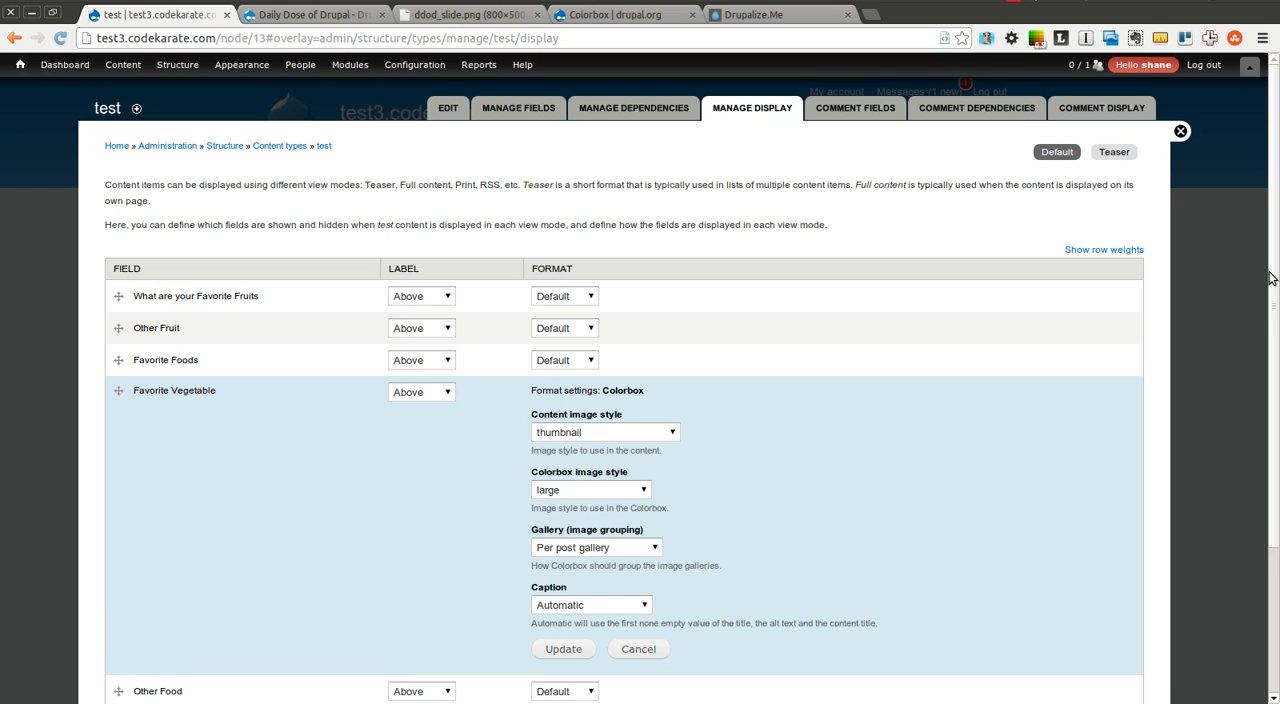 test | test3.codekarate.co
Daily Dose of Drupal - Dr
ddod_slide.png (800×500
Colorbox | drupal.org
Drupalize.Me
test3.codekarate.com/node/13#overlay=admin/structure/types/manage/test/display
Dashboard Content Structure Appearance People Modules Configuration Reports Help 0 / 1 Hello shane Log out
My account Messages (1 new) Log out
test3.code
test EDIT MANAGE FIELDS MANAGE DEPENDENCIES MANAGE DISPLAY COMMENT FIELDS COMMENT DEPENDENCIES COMMENT DISPLAY
Home » Administration » Structure » Content types » test
Default Teaser
Content items can be displayed using different view modes: Teaser, Full content, Print, RSS, etc. Teaser is a short format that is typically used in lists of multiple content items. Full content is typically used when the content is displayed on its
own page.
Here, you can define which fields are shown and hidden when test content is displayed in each view mode, and define how the fields are displayed in each view mode.
Show row weights
FIELD LABEL FORMAT
What are your Favorite Fruits Above Default
Other Fruit Above Default
Favorite Foods Above Default
Favorite Vegetable Above Format settings: Colorbox
Content image style
thumbnail
Image style to use in the content.
Colorbox image style
large
Image style to use in the Colorbox.
Gallery (image grouping)
Per post gallery
How Colorbox should group the image galleries.
Caption
Automatic
Automatic will use the first none empty value of the title, the alt text and the content title.
Update Cancel
Other Food Above Default